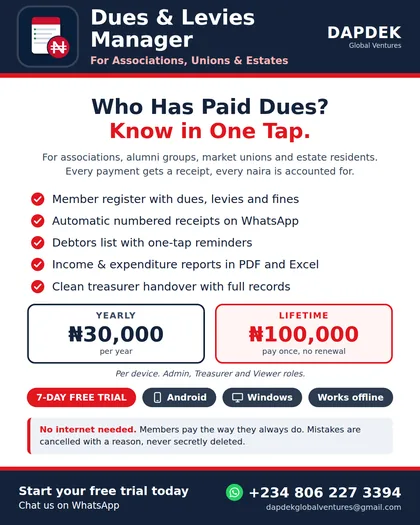 Dues & Levies
Manager
For Associations, Unions & Estates
DAPDEK
Global Ventures
₦
Who Has Paid Dues?
Know in One Tap.
For associations, alumni groups, market unions and estate residents.
Every payment gets a receipt, every naira is accounted for.
Member register with dues, levies and fines
Automatic numbered receipts on WhatsApp
Debtors list with one-tap reminders
Income & expenditure reports in PDF and Excel
Clean treasurer handover with full records
YEARLY
₦30,000
per year
LIFETIME
₦100,000
pay once, no renewal
Per device. Admin, Treasurer and Viewer roles.
7-DAY FREE TRIAL
Android
Windows
Works offline
No internet needed. Members pay the way they always do. Mistakes are
cancelled with a reason, never secretly deleted.
Start your free trial today
Chat us on WhatsApp
+234 806 227 3394
dapdekglobalventures@gmail.com